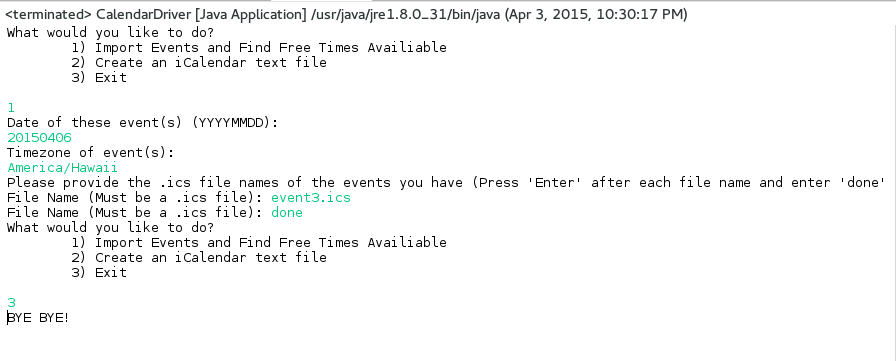 <terminated> CalendarDriver [Java Application] /usr/java/jre1.8.0_31/bin/java (Apr 3, 2015, 10:30:17 PM)
What would you like to do?
1) Import Events and Find Free Times Availiable
2) Create an iCalendar text file
3) Exit
1
Date of these event(s) (YYYYMMDD):
20150406
Timezone of event(s):
America/Hawaii
Please provide the .ics file names of the events you have (Press 'Enter' after each file name and enter 'done'
File Name (Must be a .ics file): event3.ics
File Name (Must be a .ics file): done
What would you like to do?
1) Import Events and Find Free Times Availiable
2) Create an iCalendar text file
3) Exit
3
BYE BYE!